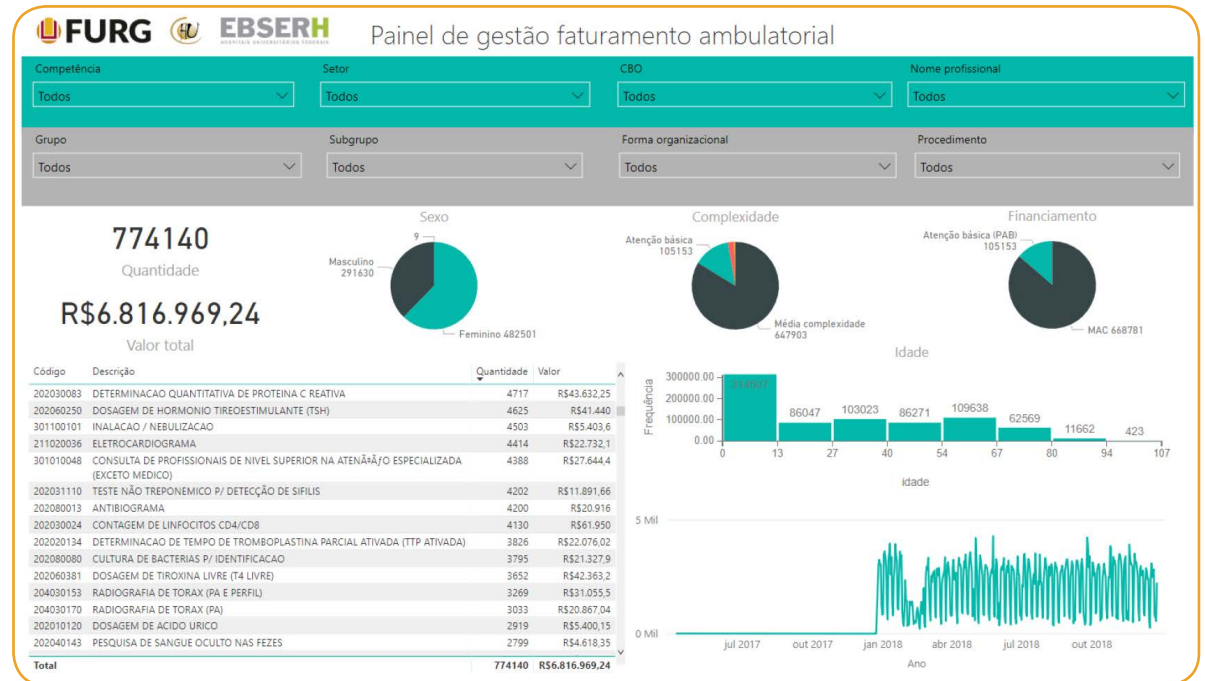 FURG HU EBSERH Painel de gestão faturamento ambulatorial
HOSPITAIS UNIVERSITÁRIOS FEDERAIS
Competência Setor CBO Nome profissional
Todos Todos Todos Todos
Grupo Subgrupo Forma organizacional Procedimento
Todos Todos Todos Todos
774140
Quantidade
R$6.816.969,24
Valor total
Sexo
9
Masculino
291630
Feminino 482501
Complexidade
Atenção básica
105153
Média complexidade
647903
Financiamento
Atenção básica (PAB)
105153
MAC 668781
Código Descrição Quantidade Valor
202030083 DETERMINACAO QUANTITATIVA DE PROTEINA C REATIVA 4717 R$43.632,25
202060250 DOSAGEM DE HORMONIO TIREOESTIMULANTE (TSH) 4625 R$41.440
301100101 INALACAO / NEBULIZACAO 4503 R$5.403,6
211020036 ELETROCARDIOGRAMA 4414 R$22.732,1
301010048 CONSULTA DE PROFISSIONAIS DE NIVEL SUPERIOR NA ATENÃ‡ÃƒO ESPECIALIZADA 4388 R$27.644,4
(EXCETO MEDICO)
202031110 TESTE NÃO TREPONEMICO P/ DETECÇÃO DE SIFILIS 4202 R$11.891,66
202080013 ANTIBIOGRAMA 4200 R$20.916
202030024 CONTAGEM DE LINFOCITOS CD4/CD8 4130 R$61.950
202020134 DETERMINACAO DE TEMPO DE TROMBOPLASTINA PARCIAL ATIVADA (TTP ATIVADA) 3826 R$22.076,02
202080080 CULTURA DE BACTERIAS P/ IDENTIFICACAO 3795 R$21.327,9
202060381 DOSAGEM DE TIROXINA LIVRE (T4 LIVRE) 3652 R$42.363,2
204030153 RADIOGRAFIA DE TORAX (PA E PERFIL) 3269 R$31.055,5
204030170 RADIOGRAFIA DE TORAX (PA) 3033 R$20.867,04
202010120 DOSAGEM DE ACIDO URICO 2919 R$5.400,15
202040143 PESQUISA DE SANGUE OCULTO NAS FEZES 2799 R$4.618,35
Total 774140 R$6.816.969,24
Idade
Frequência
300000.00
200000.00
100000.00
0.00
86047 103023 86271 109638 62569 11662 423
0 13 27 40 54 67 80 94 107
idade
5 Mil
0 Mil
jul 2017 out 2017 jan 2018 abr 2018 jul 2018 out 2018
Ano